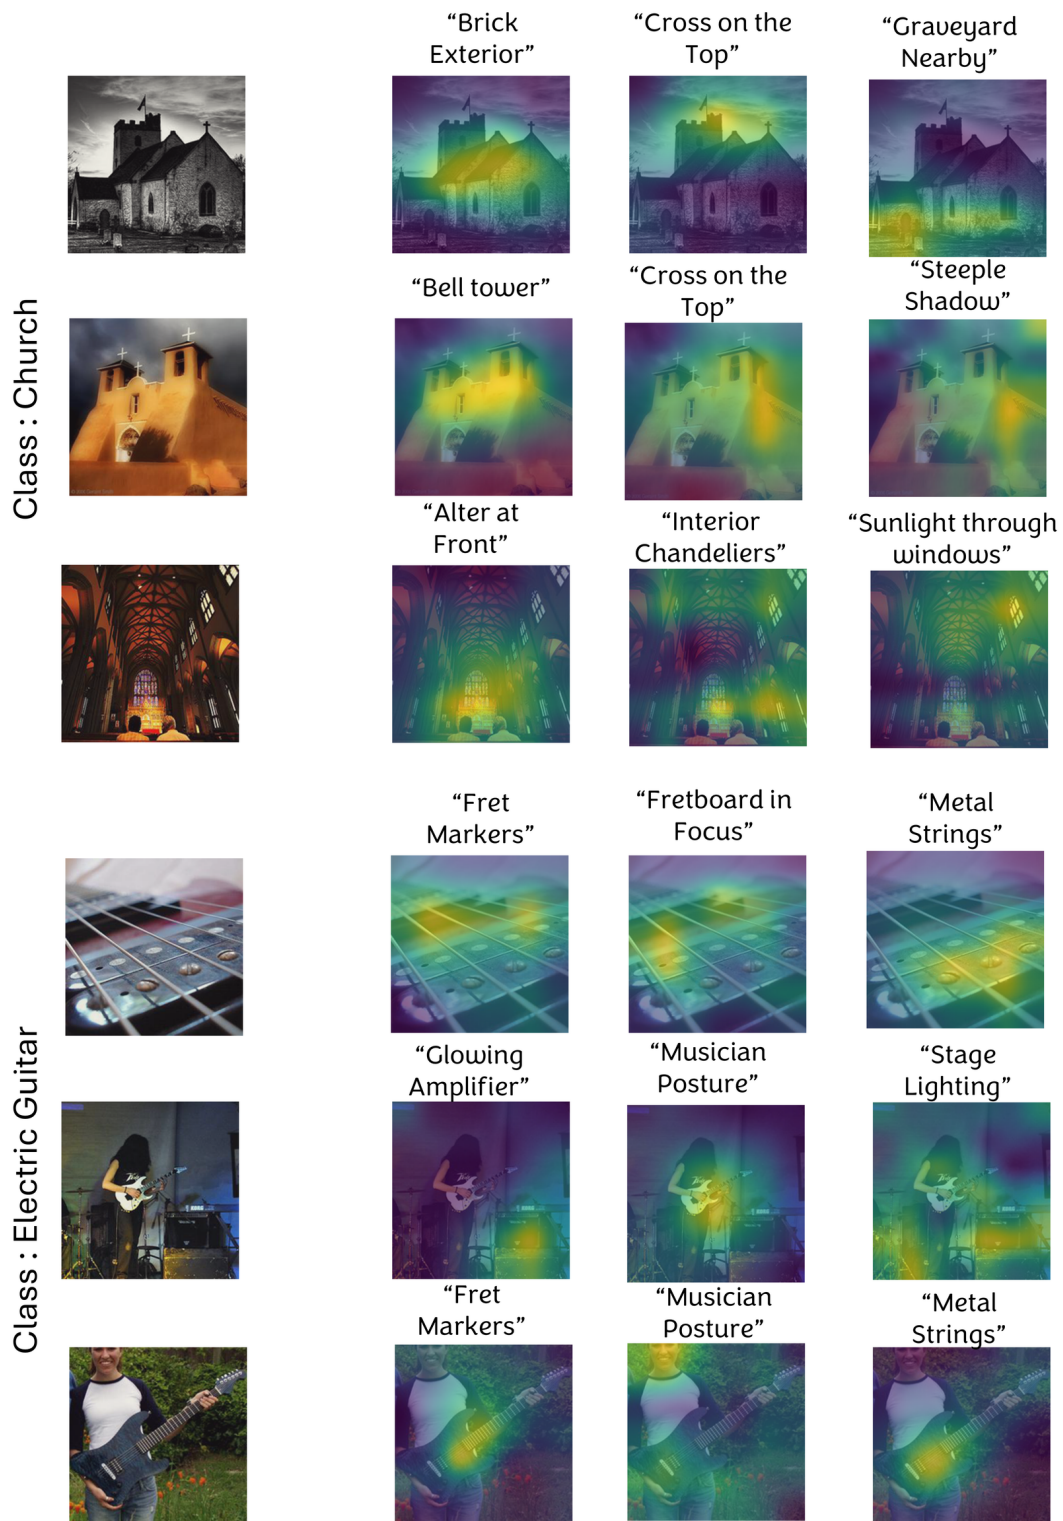 “Brick
Exterior”
“Cross on the
Top”
“Graveyard
Nearby”
Class : Church
“Bell tower”
“Cross on the
Top”
“Steeple
Shadow”
“Alter at
Front”
“Interior
Chandeliers”
“Sunlight through
windows”
“Fret
Markers”
“Fretboard in
Focus”
“Metal
Strings”
Class : Electric Guitar
“Glowing
Amplifier”
“Musician
Posture”
“Stage
Lighting”
“Fret
Markers”
“Musician
Posture”
“Metal
Strings”